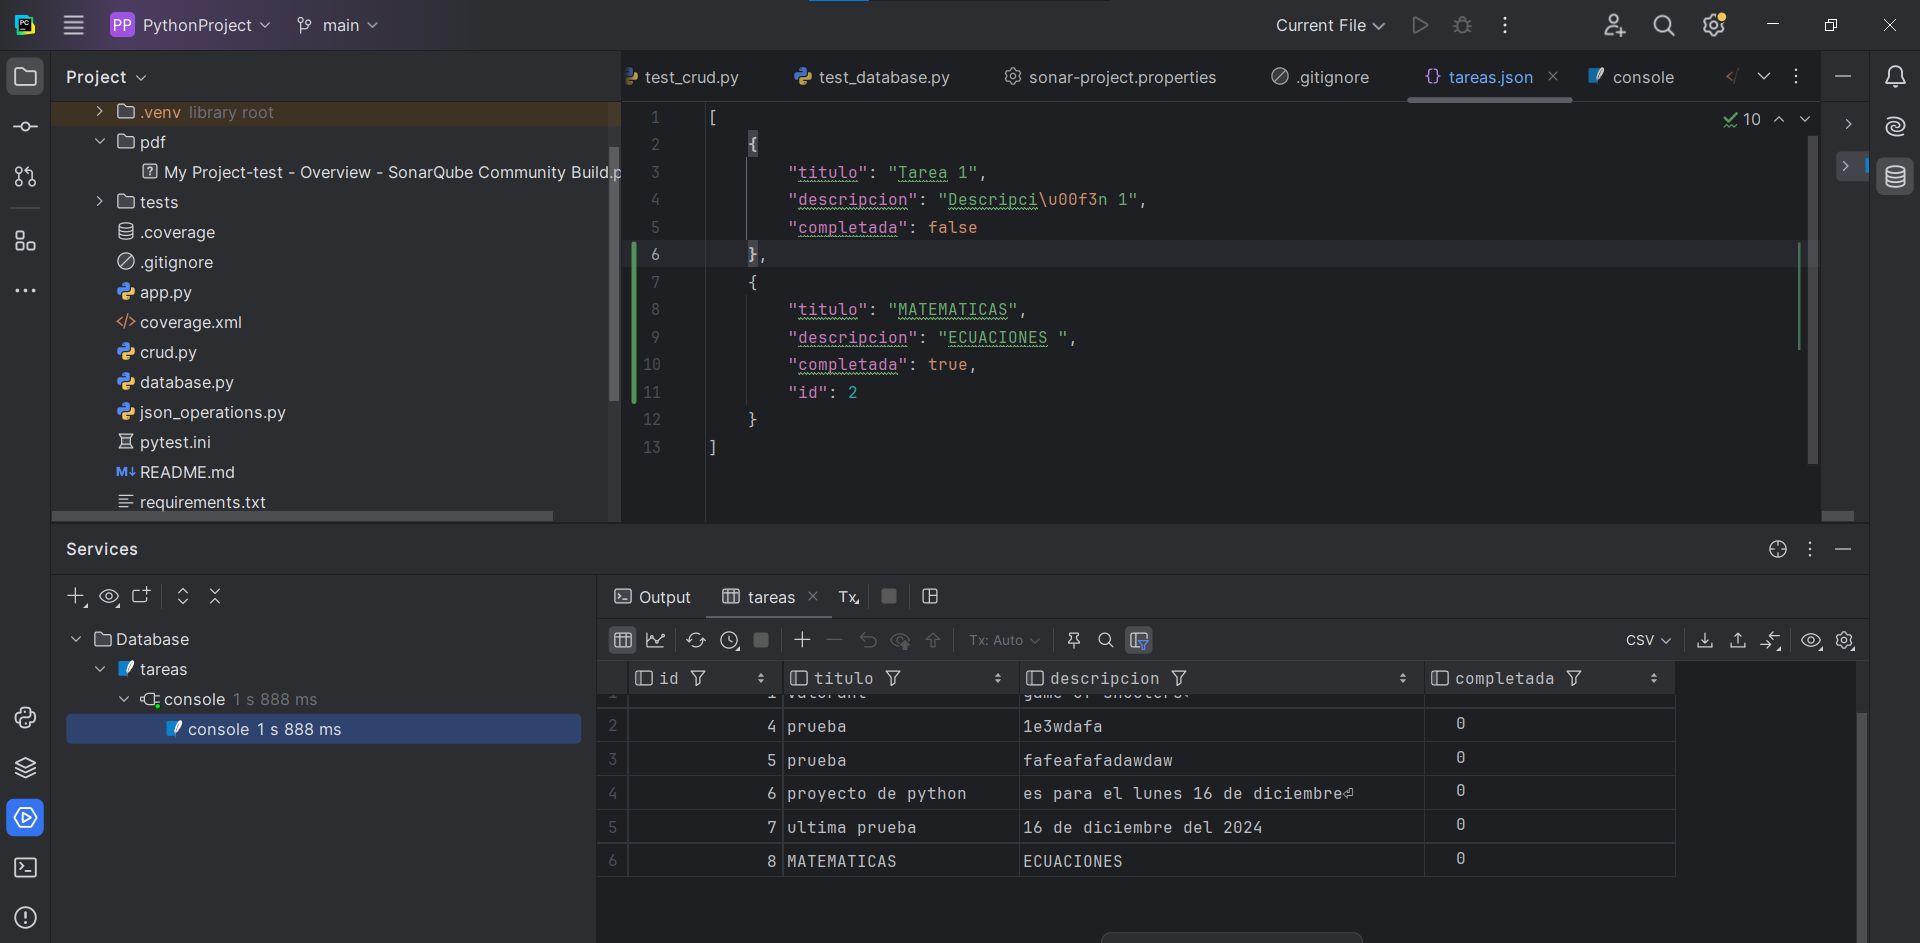 PP PythonProject main Current File
Project
.venv library root
pdf
My Project-test - Overview - SonarQube Community Build.p
tests
.coverage
.gitignore
app.py
coverage.xml
crud.py
database.py
json_operations.py
pytest.ini
M↓ README.md
requirements.txt
test_crud.py test_database.py sonar-project.properties .gitignore tareas.json console
10
1 [
2 {
3 "titulo": "Tarea 1",
4 "descripcion": "Descripci\u00f3n 1",
5 "completada": false
6 },
7 {
8 "titulo": "MATEMATICAS",
9 "descripcion": "ECUACIONES ",
10 "completada": true,
11 "id": 2
12 }
13 ]
Services
Database
tareas
console 1 s 888 ms
console 1 s 888 ms
Output tareas Tx
Tx: Auto CSV
id titulo descripcion completada
2 4 prueba 1e3wdafa 0
3 5 prueba fafeafafadawdaw 0
4 6 proyecto de python es para el lunes 16 de diciembre⏎ 0
5 7 ultima prueba 16 de diciembre del 2024 0
6 8 MATEMATICAS ECUACIONES 0